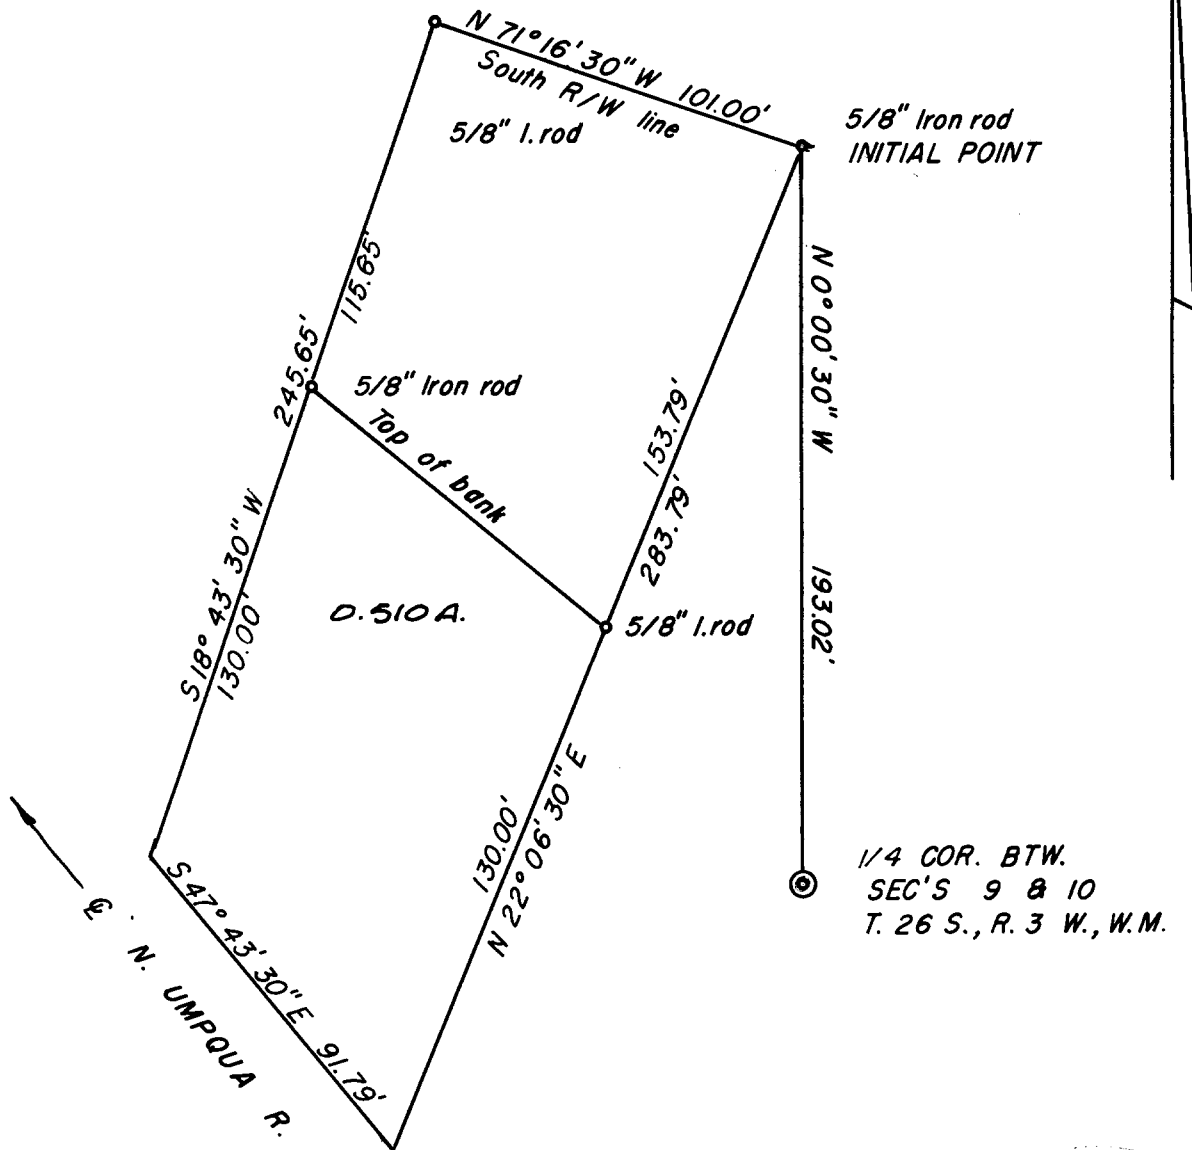 N 71° 16' 30" W 101.00'
South R/W line
5/8" I.rod
5/8" Iron rod
INITIAL POINT
115.65'
245.65'
5/8" Iron rod
Top of bank
153.79'
283.79'
N 0° 00' 30" W 193.02'
S 18° 43' 30" W
130.00'
0.510 A.
5/8" I.rod
130.00'
N 22° 06' 30" E
1/4 COR. BTW.
SEC'S 9 & 10
T. 26 S., R. 3 W., W.M.
S 47° 43' 30" E 91.79'
℄ N. UMPQUA R.